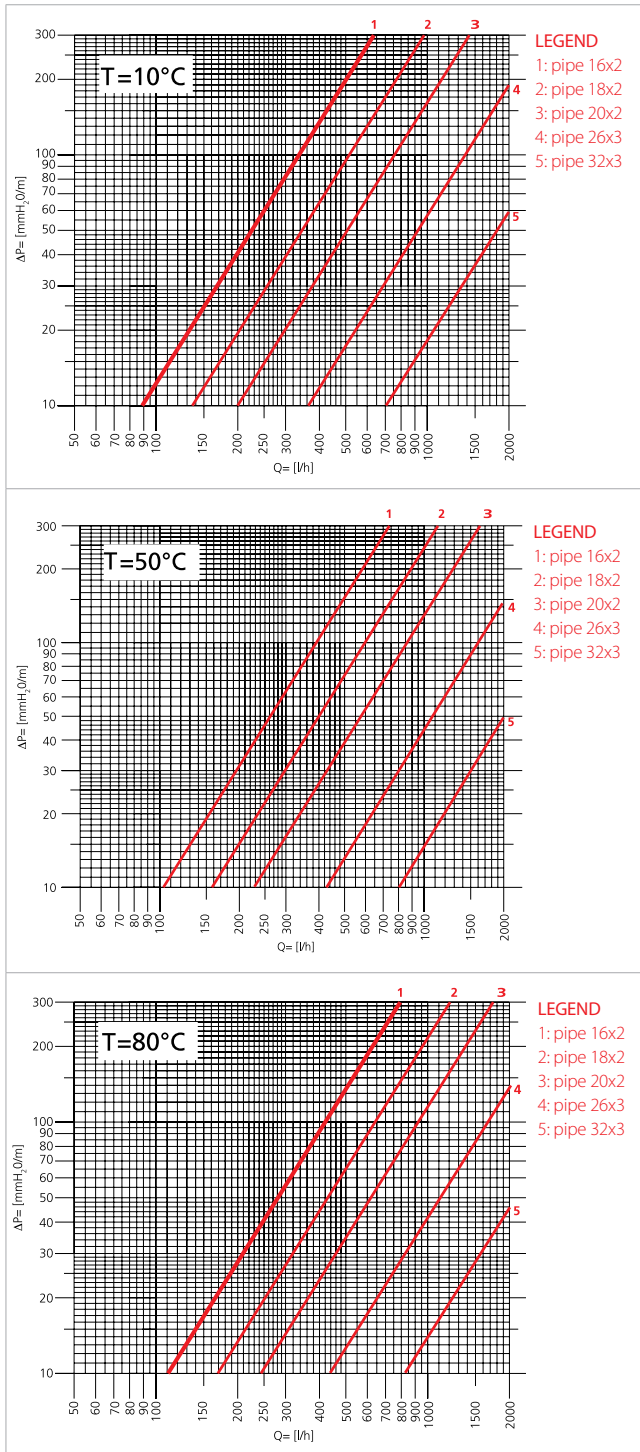 1 2 3
300
200
100
90
80
70
60
50
40
30
20
10
ΔP= [mmH₂0/m]
T=10°C
4
5
50 60 70 80 90 100 150 200 250 300 400 500 600 700 800 900 1000 1500 2000
Q= [l/h]
LEGEND
1: pipe 16x2
2: pipe 18x2
3: pipe 20x2
4: pipe 26x3
5: pipe 32x3
1 2 3
300
200
100
90
80
70
60
50
40
30
20
10
ΔP= [mmH₂0/m]
T=50°C
4
5
50 60 70 80 90 100 150 200 250 300 400 500 600 700 800 900 1000 1500 2000
Q= [l/h]
LEGEND
1: pipe 16x2
2: pipe 18x2
3: pipe 20x2
4: pipe 26x3
5: pipe 32x3
1 2 3
300
200
100
90
80
70
60
50
40
30
20
10
ΔP= [mmH₂0/m]
T=80°C
4
5
50 60 70 80 90 100 150 200 250 300 400 500 600 700 800 900 1000 1500 2000
Q= [l/h]
LEGEND
1: pipe 16x2
2: pipe 18x2
3: pipe 20x2
4: pipe 26x3
5: pipe 32x3